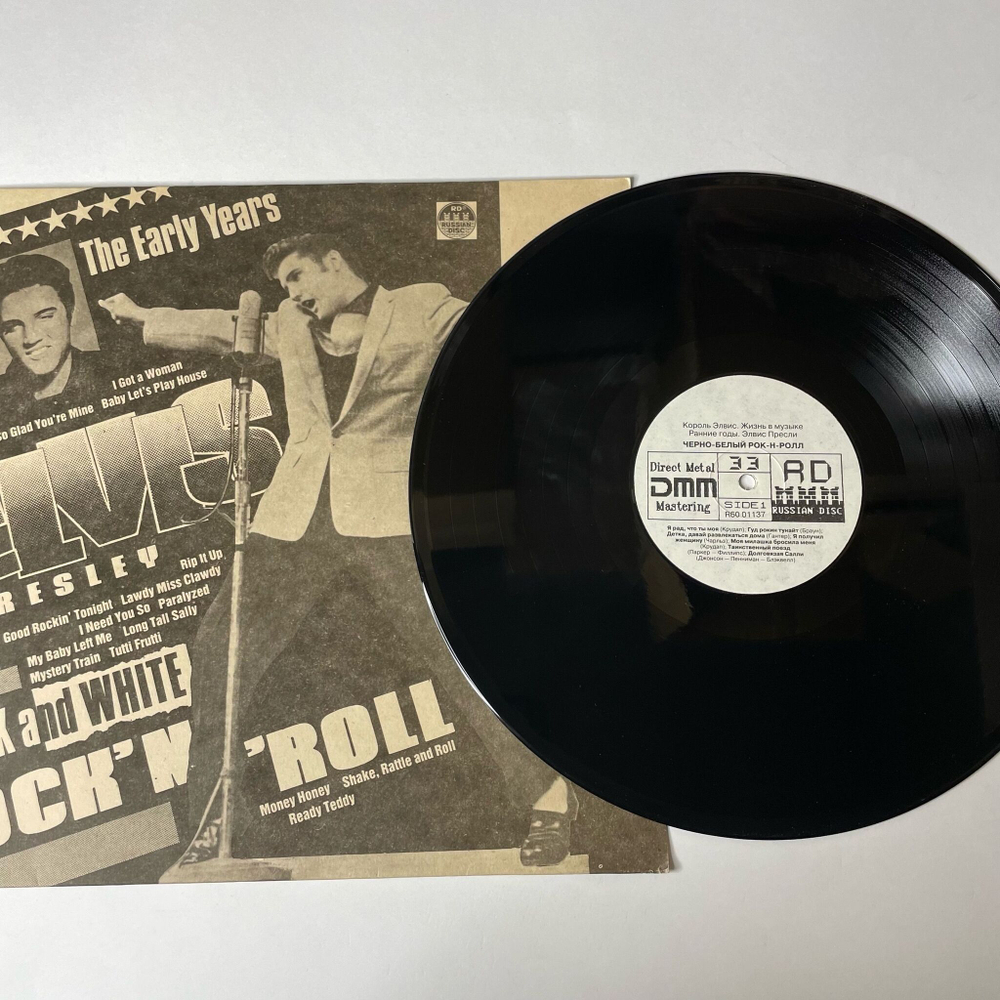 The Early Years
RD
RUSSIAN
DISC
I Got a Woman
so Glad You're Mine Baby Let's Play House
ELVIS
RESLEY
Rip It Up
Good Rockin' Tonight Lawdy Miss Clawdy
I Need You So Paralyzed
My Baby Left Me Long Tall Sally
Mystery Train Tutti Frutti
K and WHITE
OCK'N 'ROLL
Money Honey Shake, Rattle and Roll
Ready Teddy
Король Элвис. Жизнь в музыке
Ранние годы. Элвис Пресли
ЧЕРНО-БЕЛЫЙ РОК-Н-РОЛЛ
Direct Metal
DMM
Mastering
33
SIDE 1
R60 01137
RD
RUSSIAN DISC
Я рад, что ты моя (Крудап); Гуд рокин тунайт (Браун);
Детка, давай развлекаться дома (Гантер); Я получил
женщину (Чарльз); Моя милашка бросила меня
(Крудап); Таинственный поезд
(Паркер — Филлипс); Долговязая Салли
(Джонсон — Пенниман — Блэквелл)